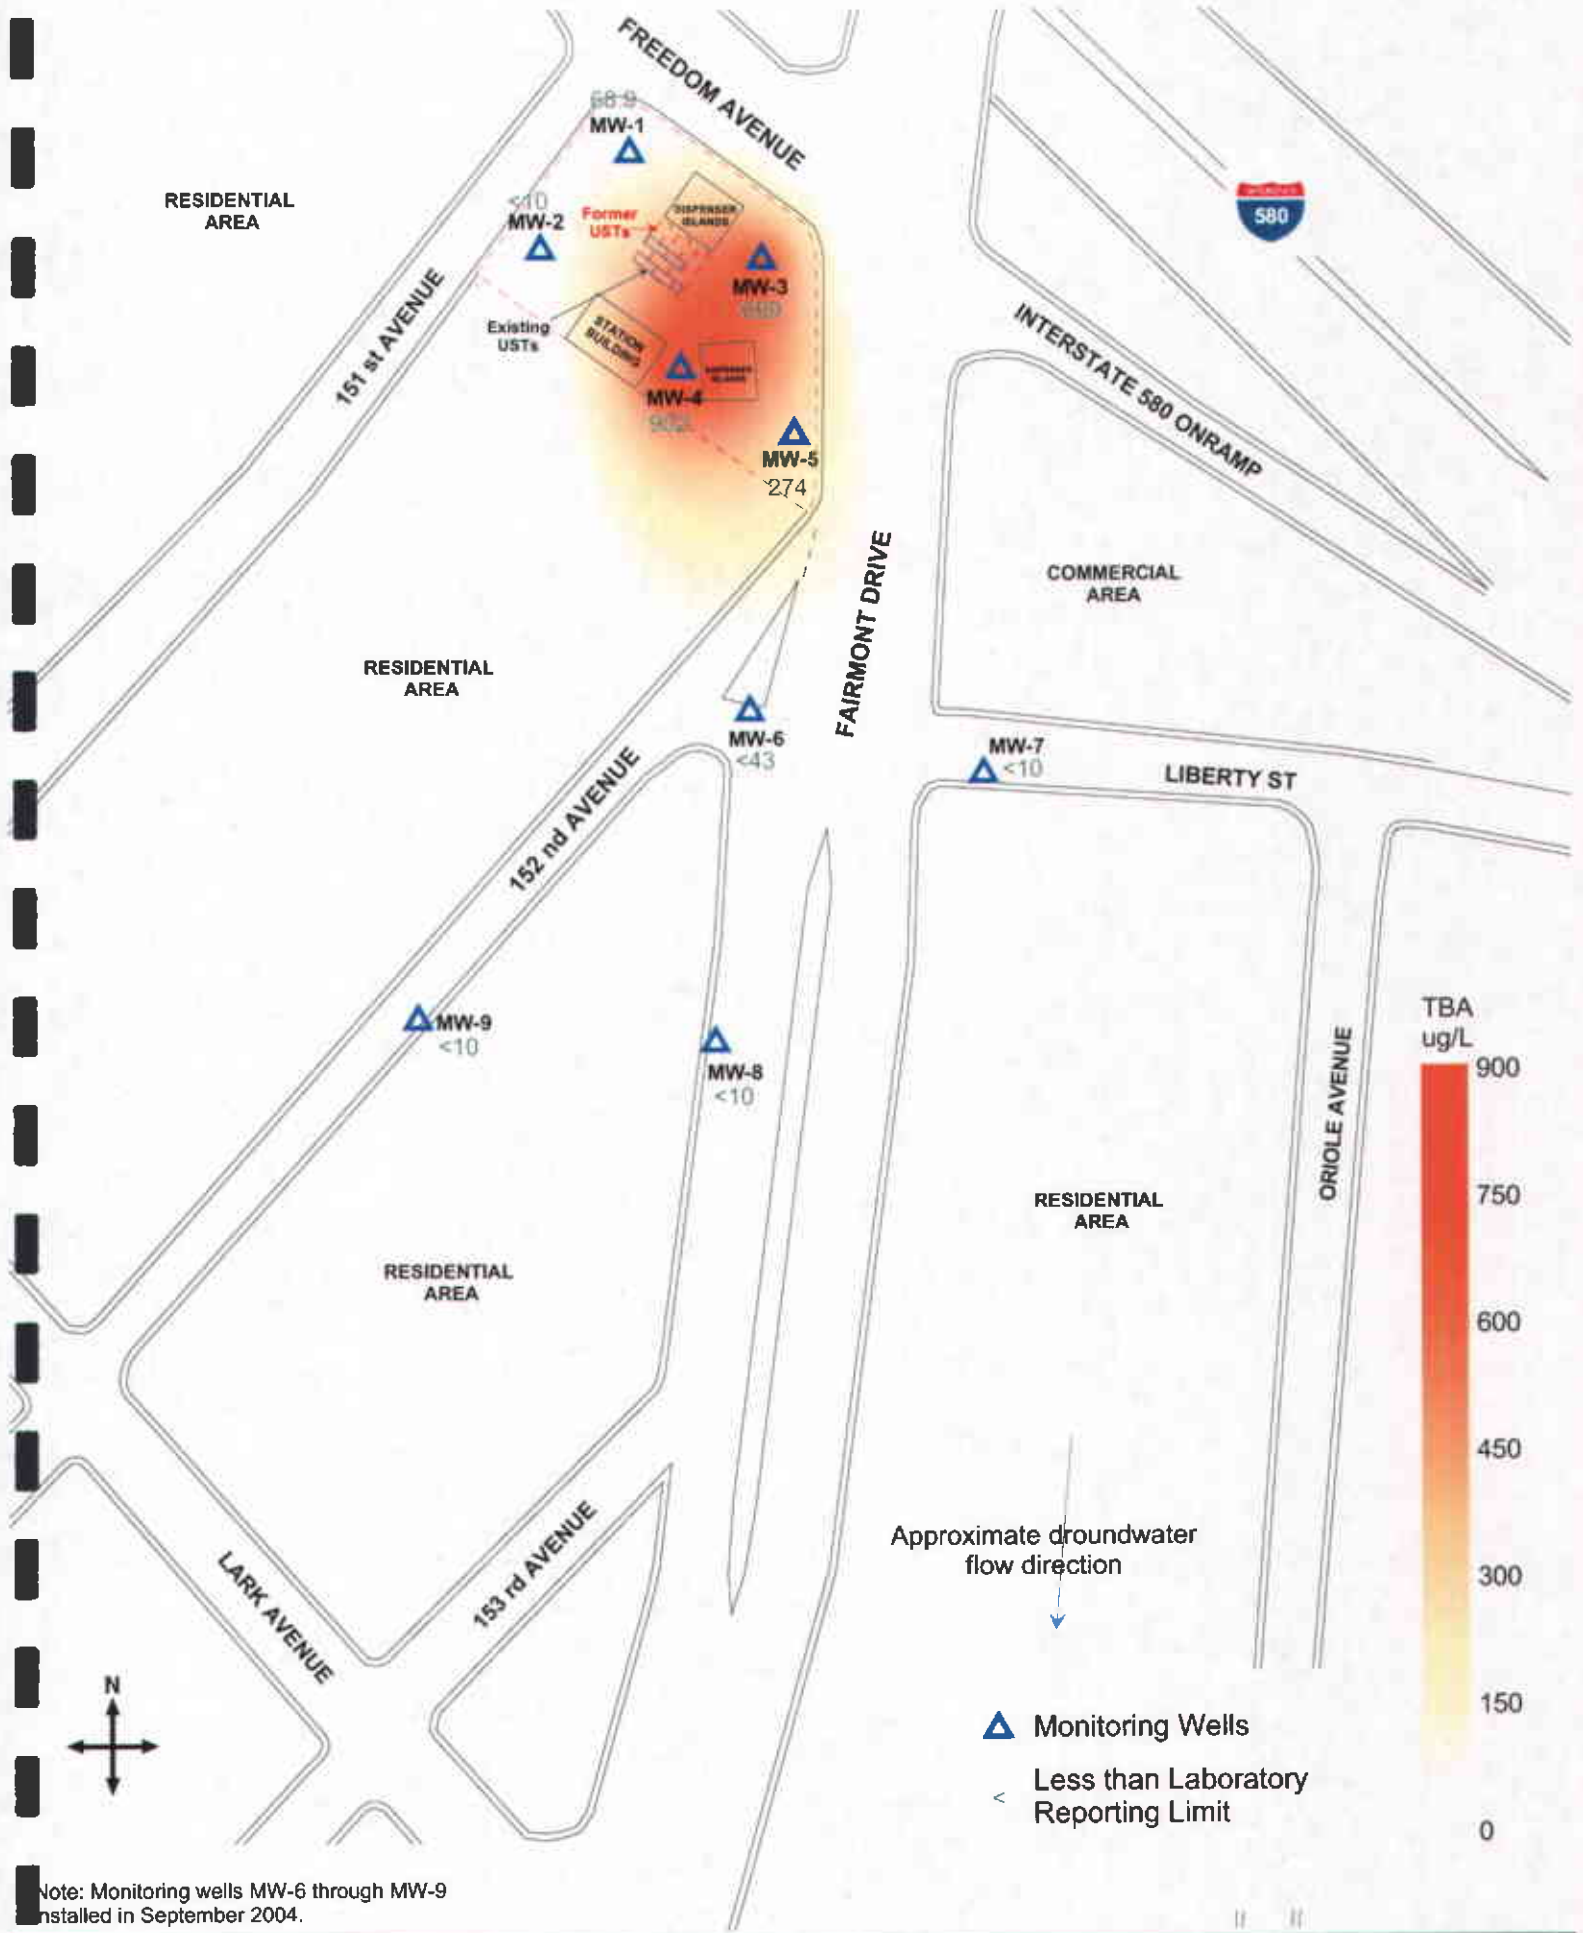 FREEDOM AVENUE
68.9
MW-1
RESIDENTIAL
AREA
<10
MW-2
Former
USTs
DISPENSER
ISLANDS
580
MW-3
Existing
USTs
STATION
BUILDING
151 st AVENUE
MW-4
902
DISPENSER
ISLANDS
MW-5
274
INTERSTATE 580 ONRAMP
COMMERCIAL
AREA
FAIRMONT DRIVE
RESIDENTIAL
AREA
MW-6
<43
MW-7
<10
LIBERTY ST
152 nd AVENUE
MW-9
<10
MW-8
<10
ORIOLE AVENUE
TBA
ug/L
900
750
600
450
300
150
0
RESIDENTIAL
AREA
RESIDENTIAL
AREA
Approximate droundwater
flow direction
153 rd AVENUE
LARK AVENUE
N
Monitoring Wells
<
Less than Laboratory
Reporting Limit
Note: Monitoring wells MW-6 through MW-9
installed in September 2004.